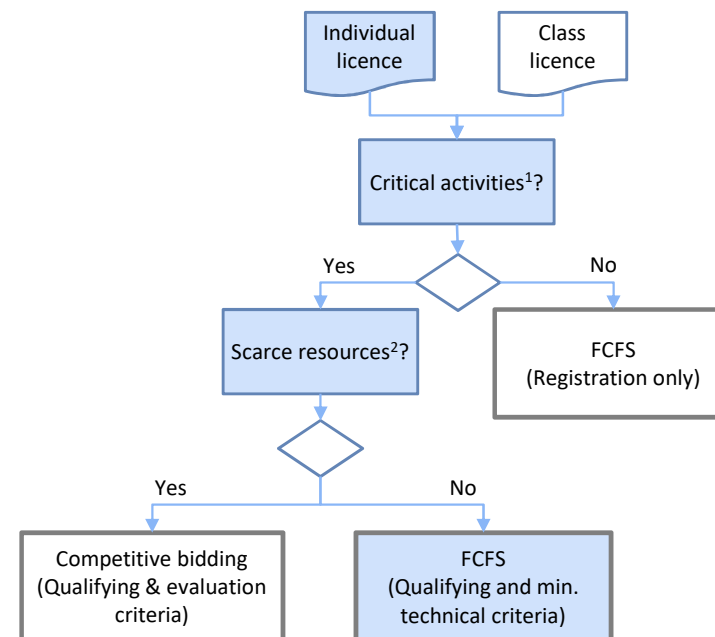 Individual
licence
Class
licence
Critical activities¹?
Yes
No
Scarce resources²?
FCFS
(Registration only)
Yes
No
Competitive bidding
(Qualifying & evaluation
criteria)
FCFS
(Qualifying and min.
technical criteria)